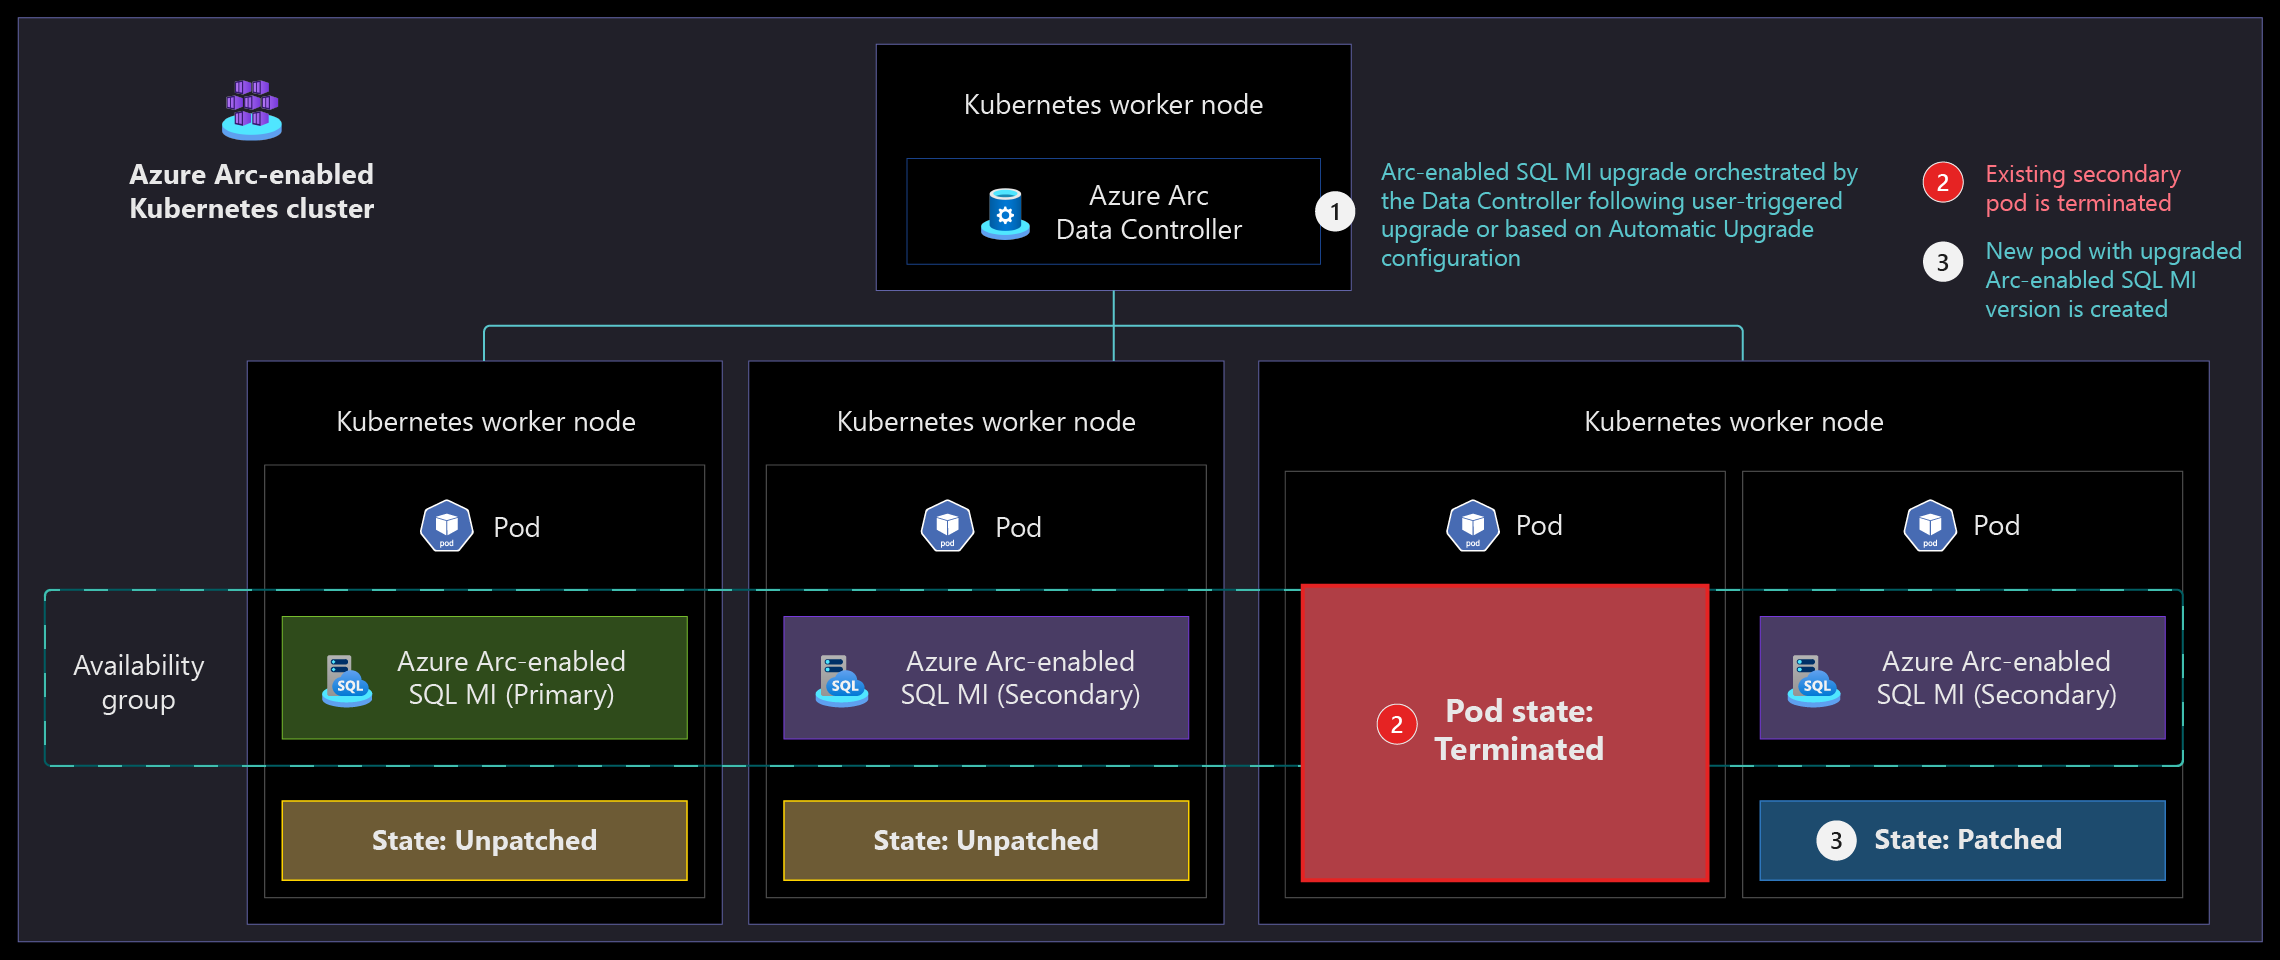 Azure Arc-enabled
Kubernetes cluster
Kubernetes worker node
Azure Arc
Data Controller
1
Arc-enabled SQL MI upgrade orchestrated by
the Data Controller following user-triggered
upgrade or based on Automatic Upgrade
configuration
2
Existing secondary
pod is terminated
3
New pod with upgraded
Arc-enabled SQL MI
version is created
Kubernetes worker node
pod
Pod
Availability
group
SQL
Azure Arc-enabled
SQL MI (Primary)
State: Unpatched
Kubernetes worker node
pod
Pod
SQL
Azure Arc-enabled
SQL MI (Secondary)
State: Unpatched
Kubernetes worker node
pod
Pod
2
Pod state:
Terminated
pod
Pod
SQL
Azure Arc-enabled
SQL MI (Secondary)
3
State: Patched